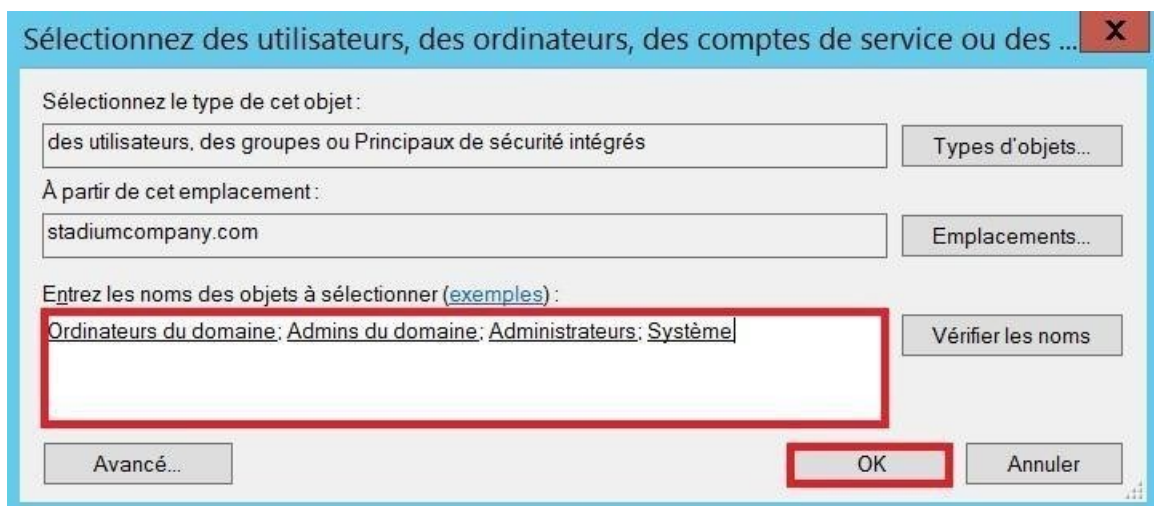 Sélectionnez des utilisateurs, des ordinateurs, des comptes de service ou des ... X
Sélectionnez le type de cet objet :
des utilisateurs, des groupes ou Principaux de sécurité intégrés
Types d'objets...
À partir de cet emplacement :
stadiumcompany.com
Emplacements...
Entrez les noms des objets à sélectionner (exemples) :
Ordinateurs du domaine; Admins du domaine; Administrateurs; Système
Vérifier les noms
Avancé...
OK
Annuler